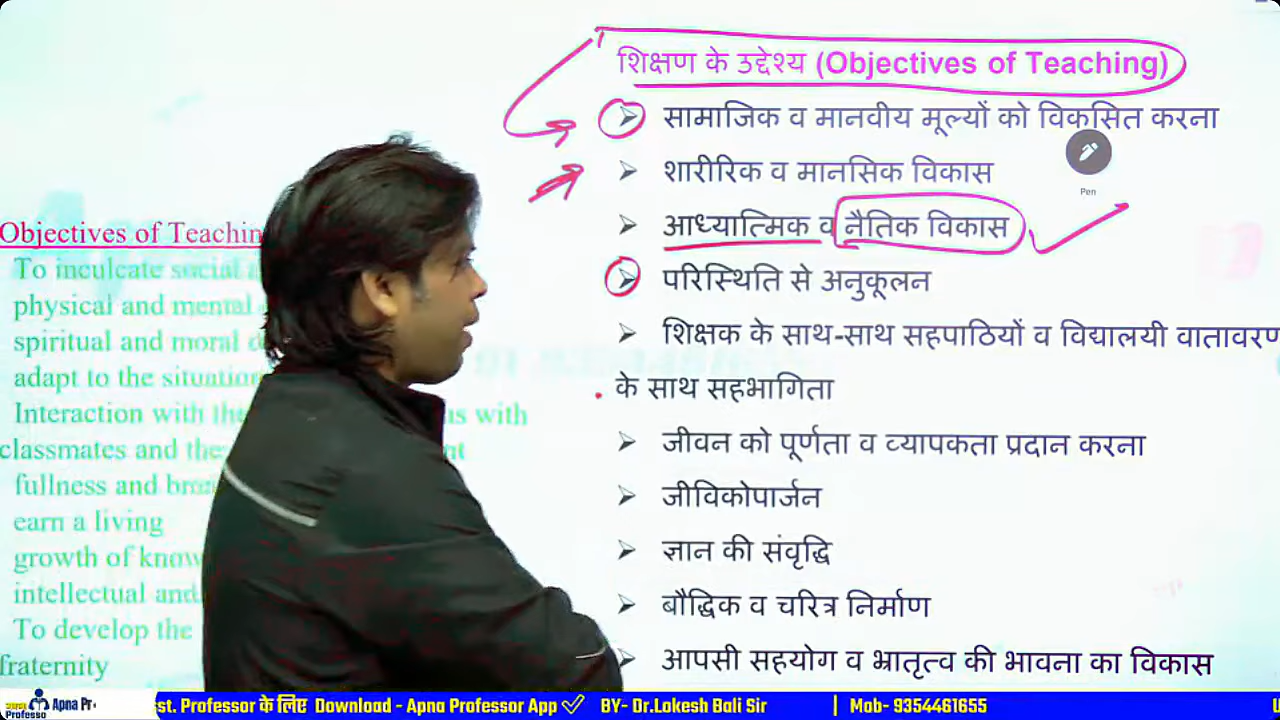 शिक्षण के उद्देश्य (Objectives of Teaching)
सामाजिक व मानवीय मूल्यों को विकसित करना
Pen
शारीरिक व मानसिक विकास
आध्यात्मिक व नैतिक विकास
परिस्थिति से अनुकूलन
शिक्षक के साथ-साथ सहपाठियों व विद्यालयी वातावरण
के साथ सहभागिता
जीवन को पूर्णता व व्यापकता प्रदान करना
जीविकोपार्जन
ज्ञान की संवृद्धि
बौद्धिक व चरित्र निर्माण
आपसी सहयोग व भ्रातृत्व की भावना का विकास
Objectives of Teachin
To inculcate social
physical and mental
spiritual and moral
adapt to the situation
Interaction with the with
classmates and
fullness and
earn a living
growth of
intellectual and
To develop the
fraternity
अपना Professo Apna Pr
st. Professor के लिए Download - Apna Professor App BY- Dr.Lokesh Bali Sir | Mob- 9354461655